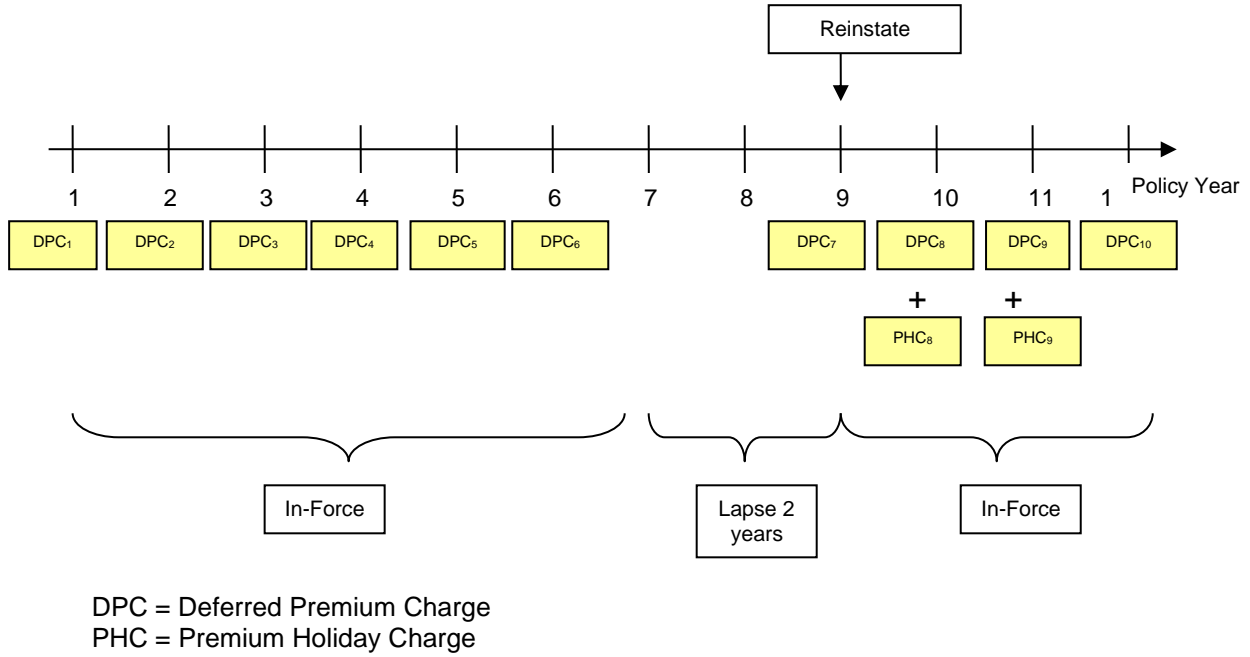 Reinstate
1 2 3 4 5 6 7 8 9 10 11 1 Policy Year
DPC₁ DPC₂ DPC₃ DPC₄ DPC₅ DPC₆ DPC₇ DPC₈ DPC₉ DPC₁₀
+ +
PHC₈ PHC₉
In-Force
Lapse 2
years
In-Force
DPC = Deferred Premium Charge
PHC = Premium Holiday Charge